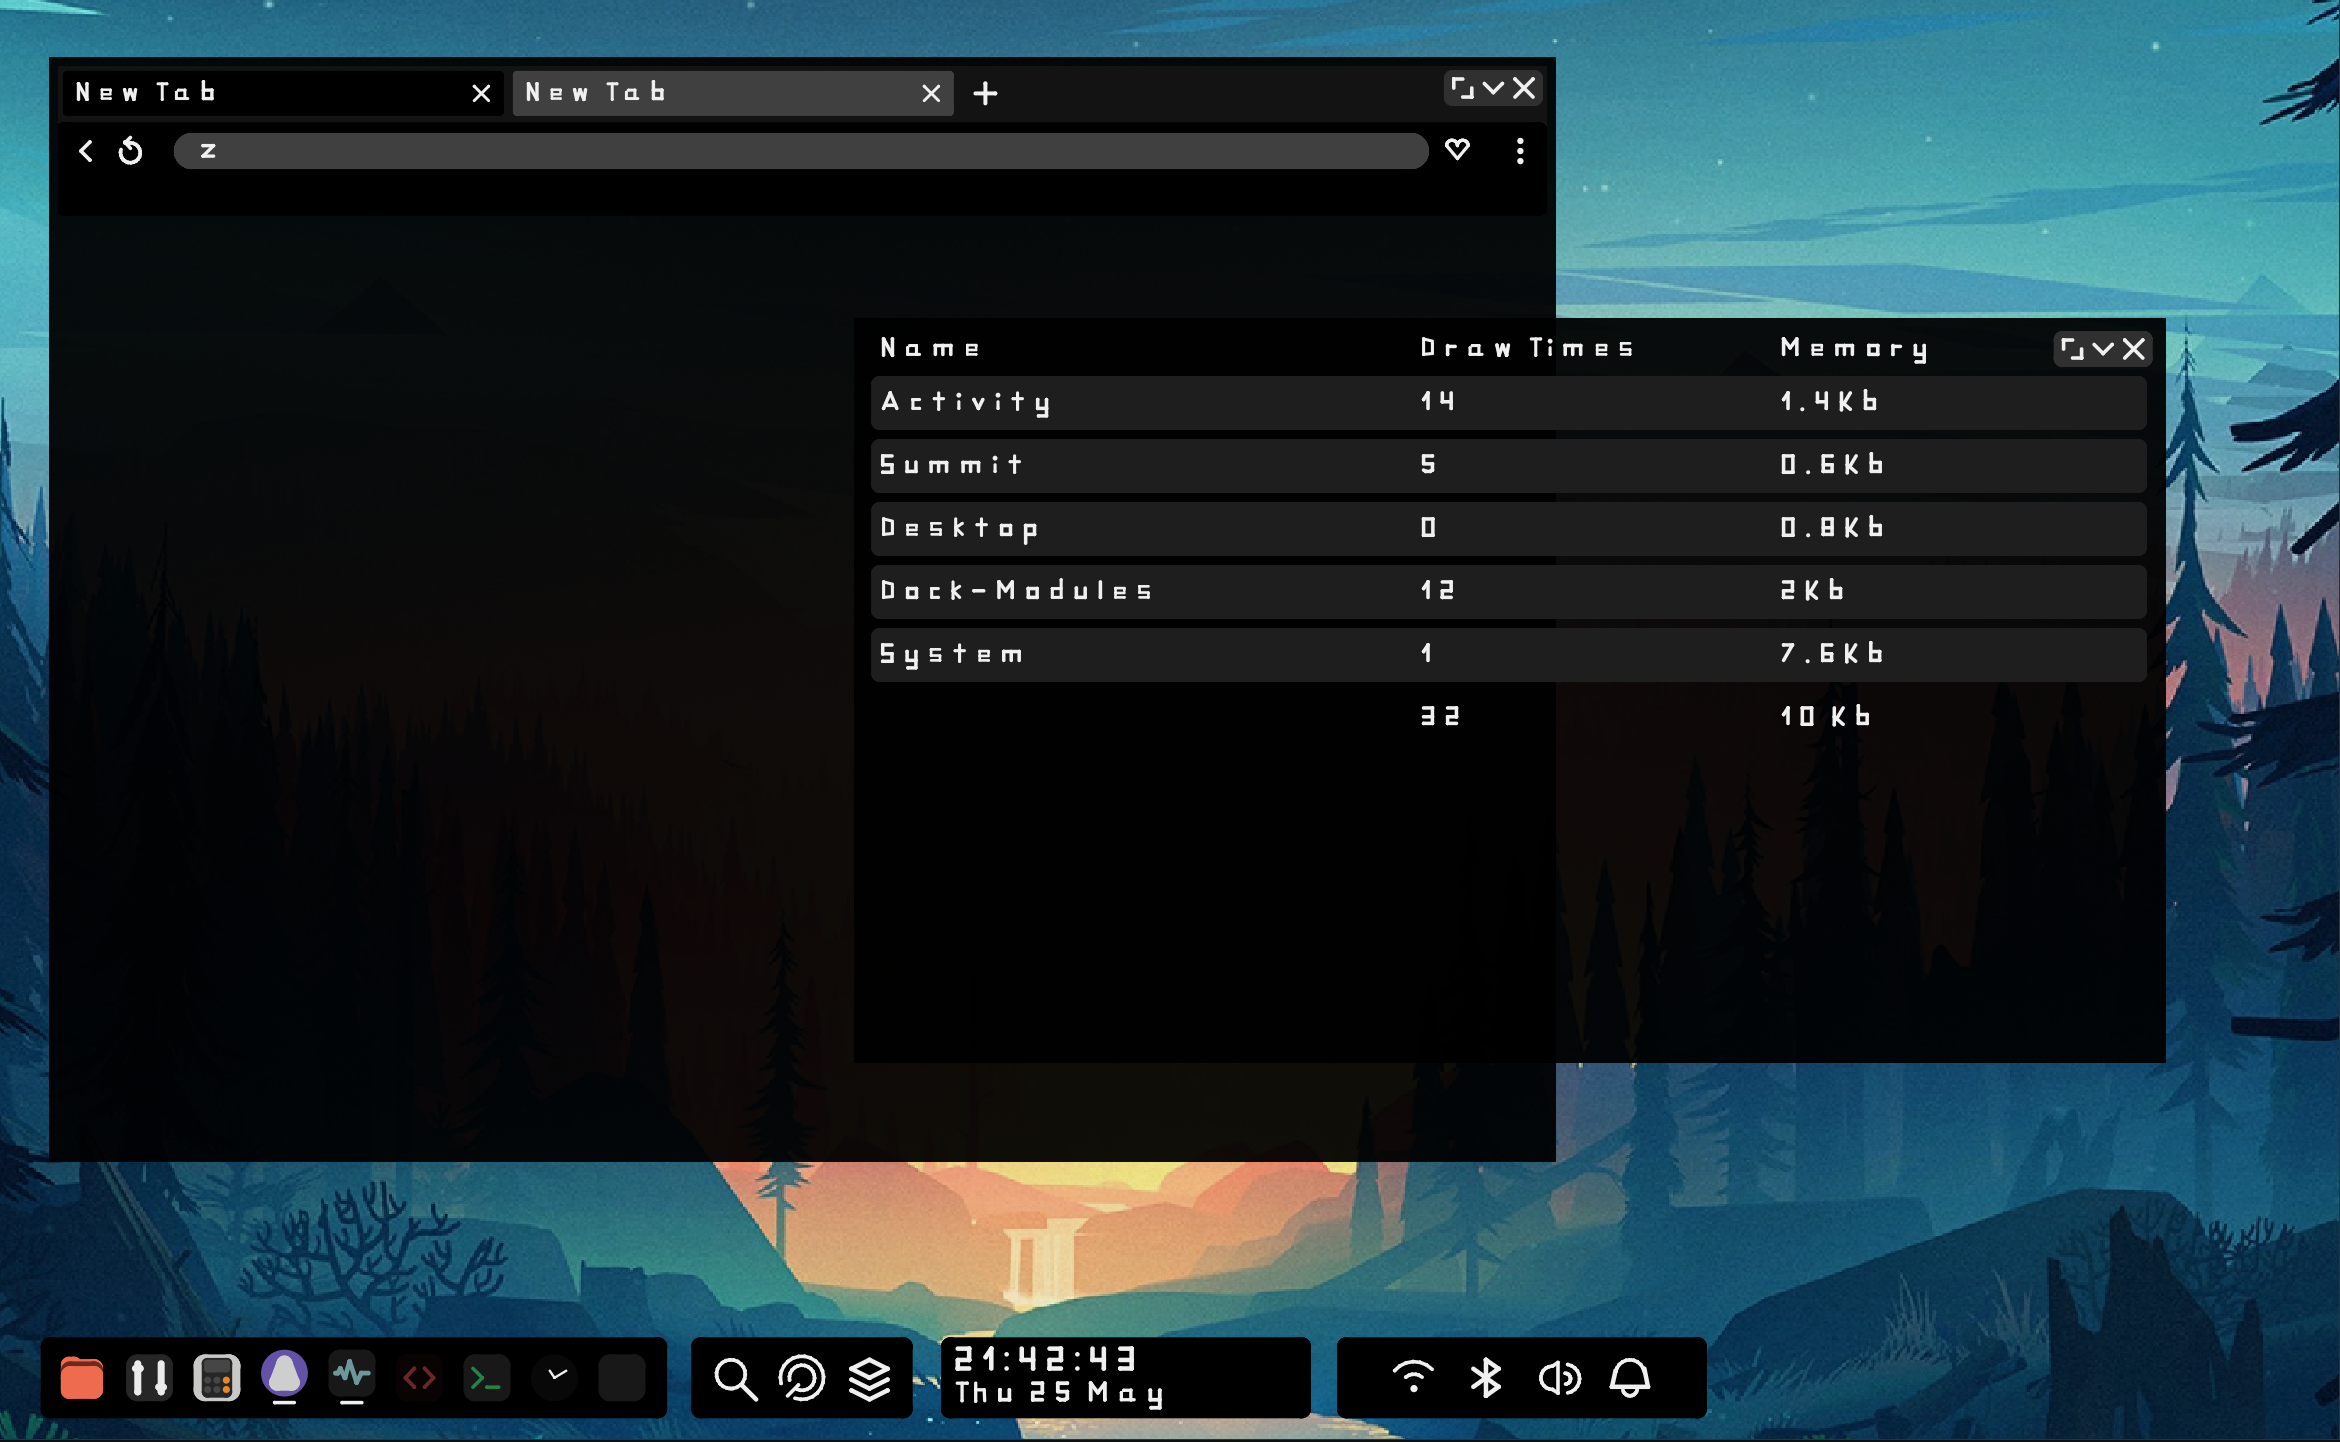 New Tab New Tab
z
Name Draw Times Memory
Activity 14 1.4Kb
Summit 5 0.6Kb
Desktop 0 0.8Kb
Dock-Modules 12 2Kb
System 1 7.6Kb
32 10 Kb
21:42:43
Thu 25 May